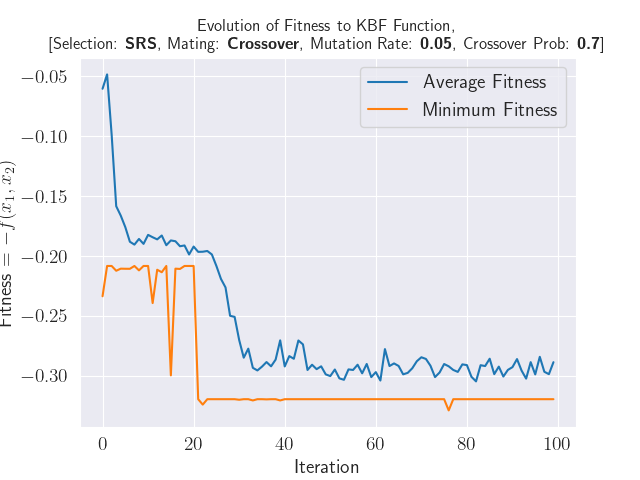 Evolution of Fitness to KBF Function,
[Selection: SRS, Mating: Crossover, Mutation Rate: 0.05, Crossover Prob: 0.7]
Average Fitness
Minimum Fitness
−0.05
−0.10
−0.15
−0.20
−0.25
−0.30
Fitness = −f(x₁, x₂)
0 20 40 60 80 100
Iteration